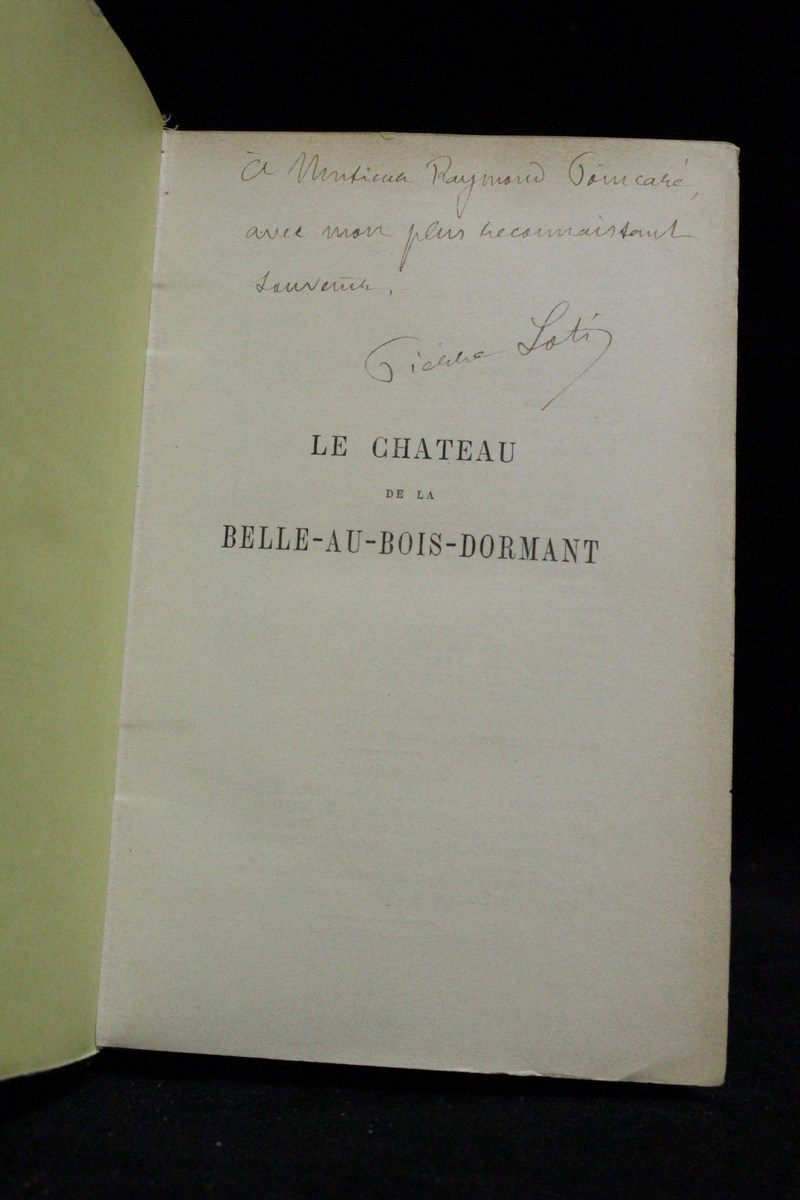 À Monsieur Raymond Poincaré,
avec mon plus reconnaissant
souvenir,
Pierre Loti
LE CHATEAU
DE LA
BELLE-AU-BOIS-DORMANT